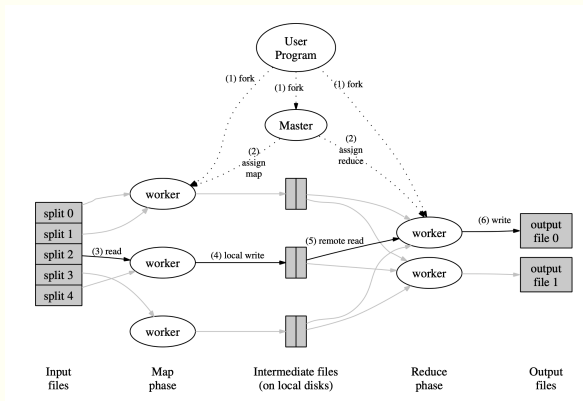 User
Program
(1) fork
(1) fork
(1) fork
Master
(2)
assign
map
(2)
assign
reduce
worker
split 0
split 1
split 2
split 3
split 4
(3) read
worker
(4) local write
(5) remote read
worker
(6) write
output
file 0
worker
output
file 1
worker
Input
files
Map
phase
Intermediate files
(on local disks)
Reduce
phase
Output
files